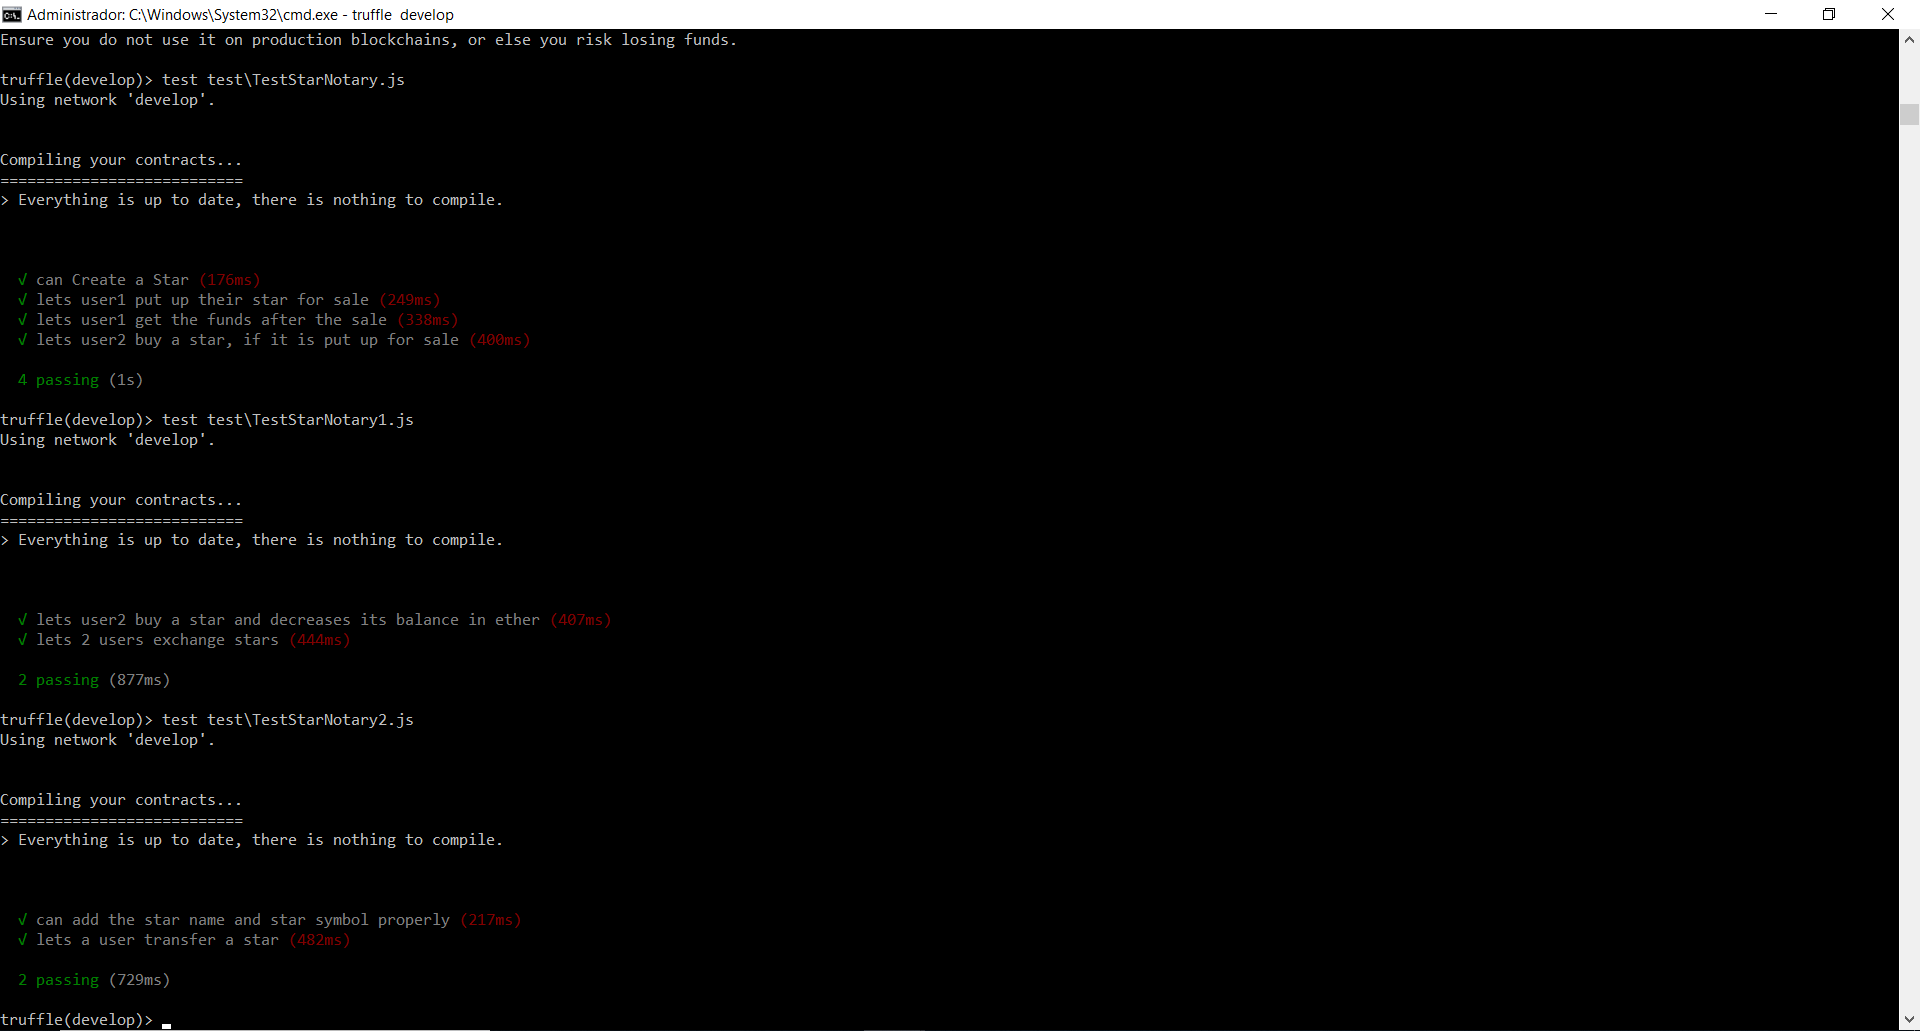 Administrador: C:\Windows\System32\cmd.exe - truffle  develop
Ensure you do not use it on production blockchains, or else you risk losing funds.
truffle(develop)> test test\TestStarNotary.js
Using network 'develop'.
Compiling your contracts...
===========================
> Everything is up to date, there is nothing to compile.
√ can Create a Star (176ms)
√ lets user1 put up their star for sale (249ms)
√ lets user1 get the funds after the sale (338ms)
√ lets user2 buy a star, if it is put up for sale (400ms)
4 passing (1s)
truffle(develop)> test test\TestStarNotary1.js
Using network 'develop'.
Compiling your contracts...
===========================
> Everything is up to date, there is nothing to compile.
√ lets user2 buy a star and decreases its balance in ether (407ms)
√ lets 2 users exchange stars (444ms)
2 passing (877ms)
truffle(develop)> test test\TestStarNotary2.js
Using network 'develop'.
Compiling your contracts...
===========================
> Everything is up to date, there is nothing to compile.
√ can add the star name and star symbol properly (217ms)
√ lets a user transfer a star (482ms)
2 passing (729ms)
truffle(develop)>